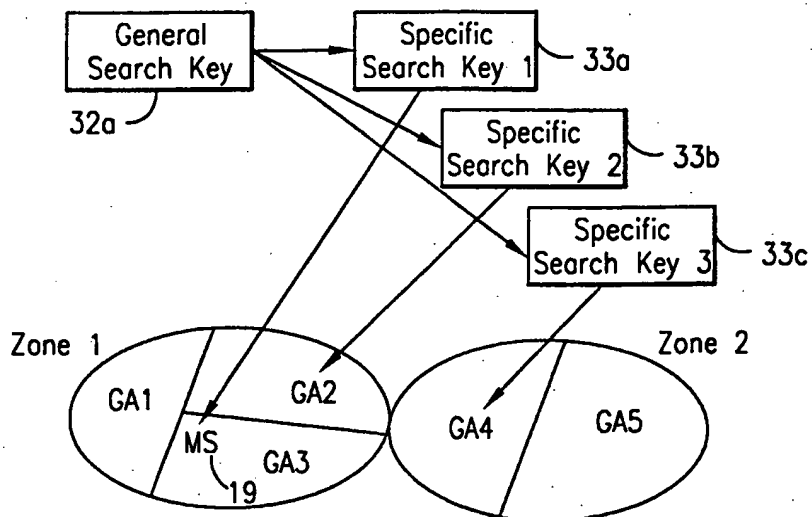 General
Search Key
32a
Specific
Search Key 1
33a
Specific
Search Key 2
33b
Specific
Search Key 3
33c
Zone 1
Zone 2
GA1
GA2
MS
19
GA3
GA4
GA5